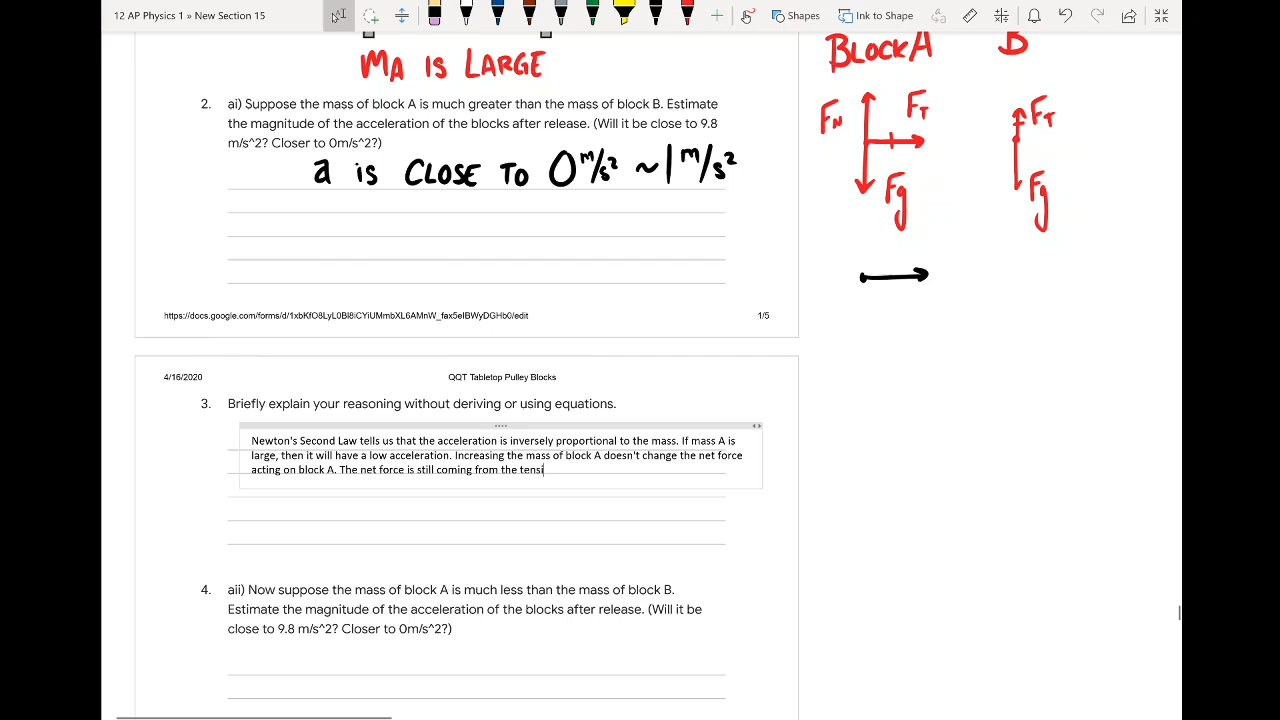 12 AP Physics 1 » New Section 15
Shapes
Ink to Shape
MA IS LARGE
BLOCK A
B
2. ai) Suppose the mass of block A is much greater than the mass of block B. Estimate
the magnitude of the acceleration of the blocks after release. (Will it be close to 9.8
m/s^2? Closer to 0m/s^2?)
a is CLOSE TO 0 m/s² ~1 m/s²
FN
FT
Fg
FT
Fg
https://docs.google.com/forms/d/1xbKfO8LyL0Bl8iCYiUMmbXL6AMnW_fax5eIBWyDGHb0/edit
1/5
4/16/2020
QQT Tabletop Pulley Blocks
3. Briefly explain your reasoning without deriving or using equations.
Newton's Second Law tells us that the acceleration is inversely proportional to the mass. If mass A is
large, then it will have a low acceleration. Increasing the mass of block A doesn't change the net force
acting on block A. The net force is still coming from the tensi
4. aii) Now suppose the mass of block A is much less than the mass of block B.
Estimate the magnitude of the acceleration of the blocks after release. (Will it be
close to 9.8 m/s^2? Closer to 0m/s^2?)